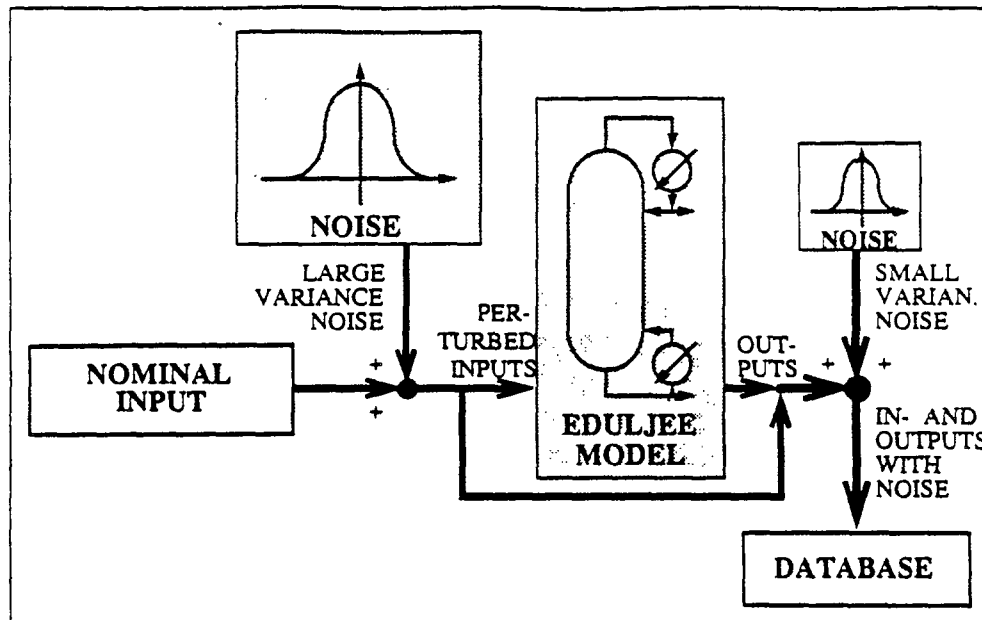 NOISE
LARGE
VARIANCE
NOISE
NOMINAL
INPUT
+
+
PER-
TURBED
INPUTS
EDULJEE
MODEL
OUT-
PUTS
NOISE
SMALL
VARIAN.
NOISE
+
+
IN- AND
OUTPUTS
WITH
NOISE
DATABASE